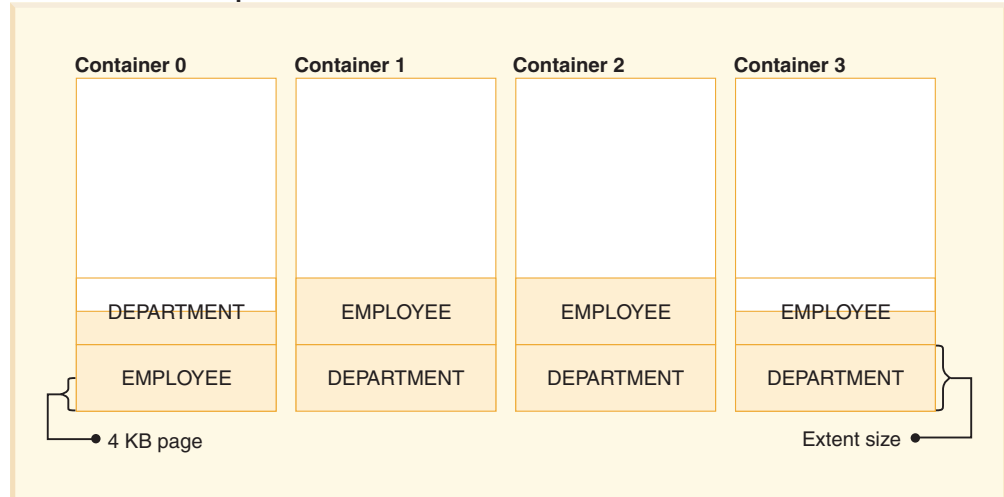 Container 0 Container 1 Container 2 Container 3
DEPARTMENT EMPLOYEE EMPLOYEE EMPLOYEE
EMPLOYEE DEPARTMENT DEPARTMENT DEPARTMENT
4 KB page Extent size